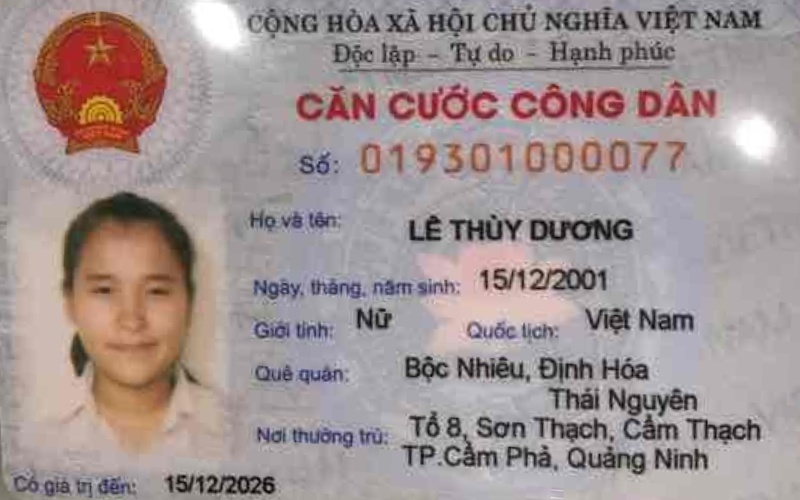 CỘNG HÒA XÃ HỘI CHỦ NGHĨA VIỆT NAM
Độc lập – Tự do – Hạnh phúc
CĂN CƯỚC CÔNG DÂN
Số: 019301000077
Họ và tên: LÊ THÙY DƯƠNG
Ngày, tháng, năm sinh: 15/12/2001
Giới tính: Nữ Quốc tịch: Việt Nam
Quê quán: Bộc Nhiêu, Định Hóa
Thái Nguyên
Nơi thường trú: Tổ 8, Sơn Thạch, Cẩm Thạch
TP.Cẩm Phả, Quảng Ninh
Có giá trị đến: 15/12/2026